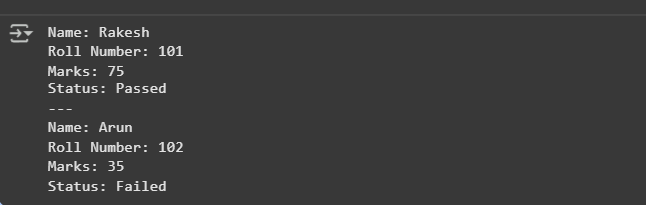 Name: Rakesh
Roll Number: 101
Marks: 75
Status: Passed
---
Name: Arun
Roll Number: 102
Marks: 35
Status: Failed